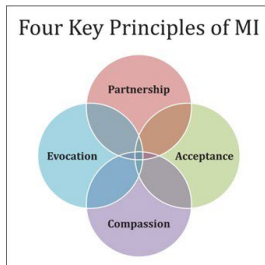 Four Key Principles of MI
Partnership
Evocation
Acceptance
Compassion